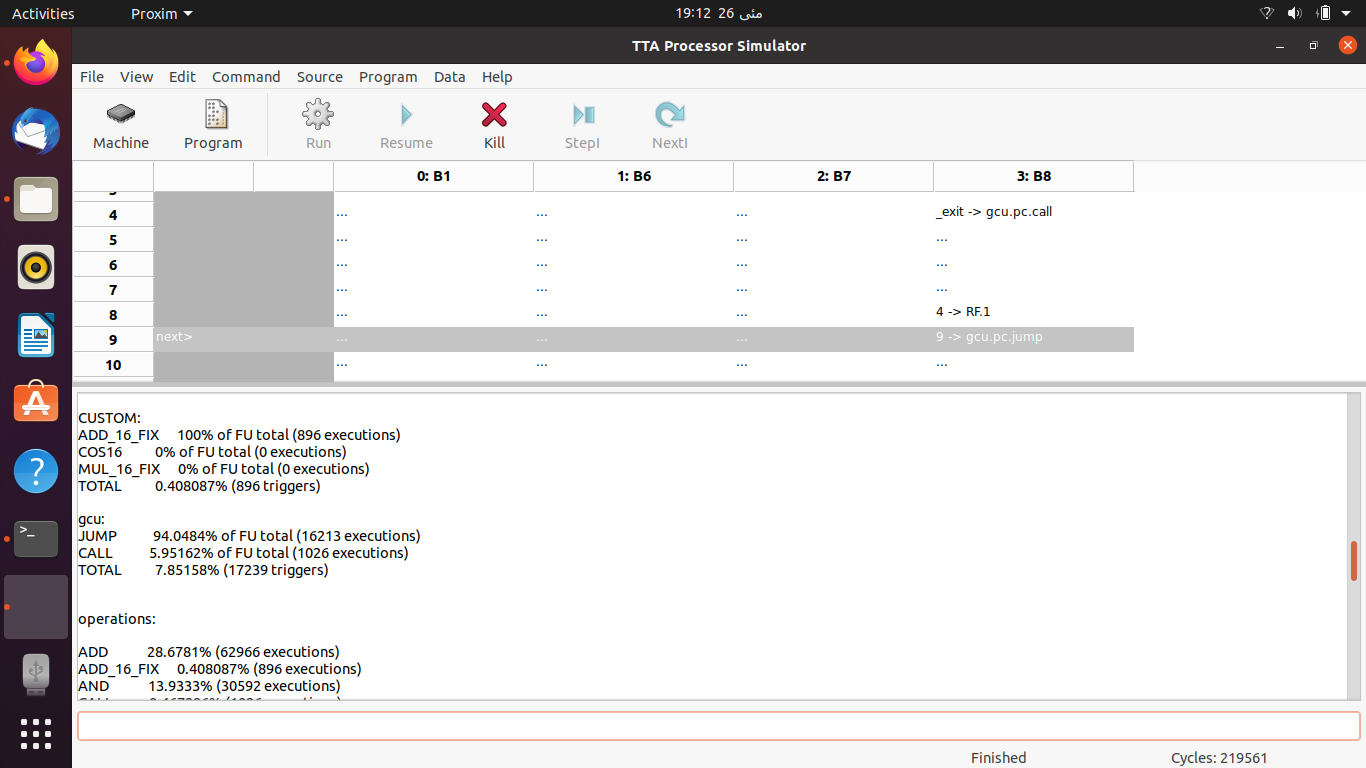 Activities
Proxim
19:12 26 مئی
TTA Processor Simulator
File View Edit Command Source Program Data Help
Machine Program Run Resume Kill StepI NextI
0: B1 1: B6 2: B7 3: B8
4 ... ... ... _exit -> gcu.pc.call
5 ... ... ... ...
6 ... ... ... ...
7 ... ... ... ...
8 ... ... ... 4 -> RF.1
9 next> ... ... ... 9 -> gcu.pc.jump
10 ... ... ... ...
CUSTOM:
ADD_16_FIX 100% of FU total (896 executions)
COS16 0% of FU total (0 executions)
MUL_16_FIX 0% of FU total (0 executions)
TOTAL 0.408087% (896 triggers)
gcu:
JUMP 94.0484% of FU total (16213 executions)
CALL 5.95162% of FU total (1026 executions)
TOTAL 7.85158% (17239 triggers)
operations:
ADD 28.6781% (62966 executions)
ADD_16_FIX 0.408087% (896 executions)
AND 13.9333% (30592 executions)
Finished Cycles: 219561